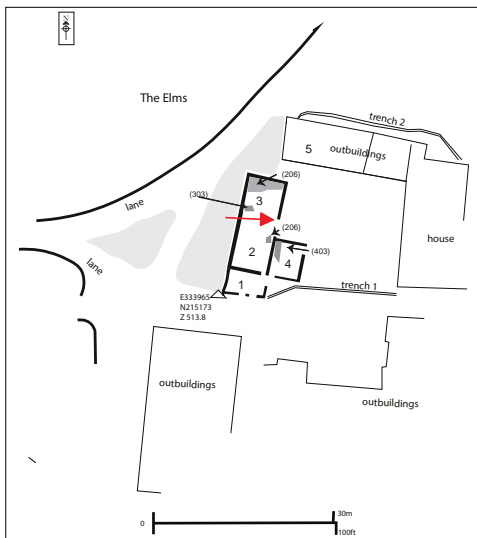 N
The Elms
trench 2
5
outbuildings
(206)
(303)
3
lane
(206)
house
2
(403)
4
lane
1
trench 1
E333965
N215173
Z 513.8
outbuildings
outbuildings
0
30m
100ft